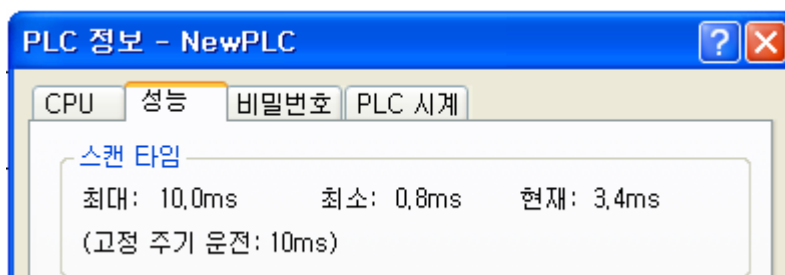 PLC 정보 - NewPLC
CPU 성능 비밀번호 PLC 시계
스캔 타임
최대: 10,0ms 최소: 0,8ms 현재: 3,4ms
(고정 주기 운전: 10ms)